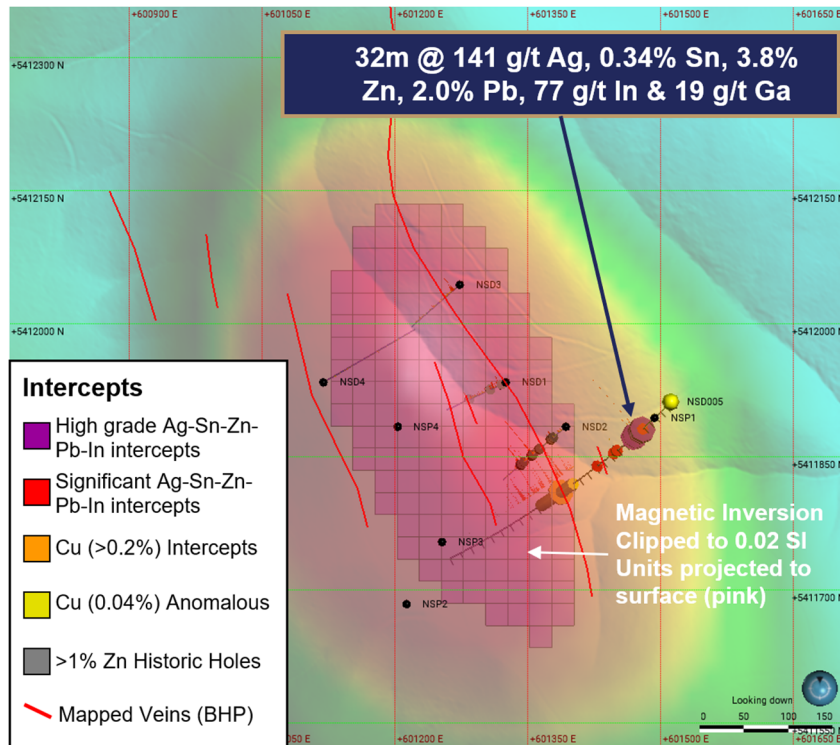 +600900 E
+601050 E
+601200 E
+601350 E
+601500 E
+601650 E
32m @ 141 g/t Ag, 0.34% Sn, 3.8%
Zn, 2.0% Pb, 77 g/t In & 19 g/t Ga
+5412300 N
+5412150 N
+5412150 N
NSD3
+5412000 N
+5412000 N
NSD4
NSD1
NSD005
NSP1
NSP4
NSD2
+5411850 N
Intercepts
High grade Ag-Sn-Zn-
Pb-In intercepts
Significant Ag-Sn-Zn-
Pb-In intercepts
Cu (>0.2%) Intercepts
Cu (0.04%) Anomalous
>1% Zn Historic Holes
Mapped Veins (BHP)
Magnetic Inversion
Clipped to 0.02 SI
Units projected to
surface (pink)
NSP3
NSP2
+5411700 N
Looking down
0 50 100 150
+601200 E
+601350 E
+601500 E
+601650 E